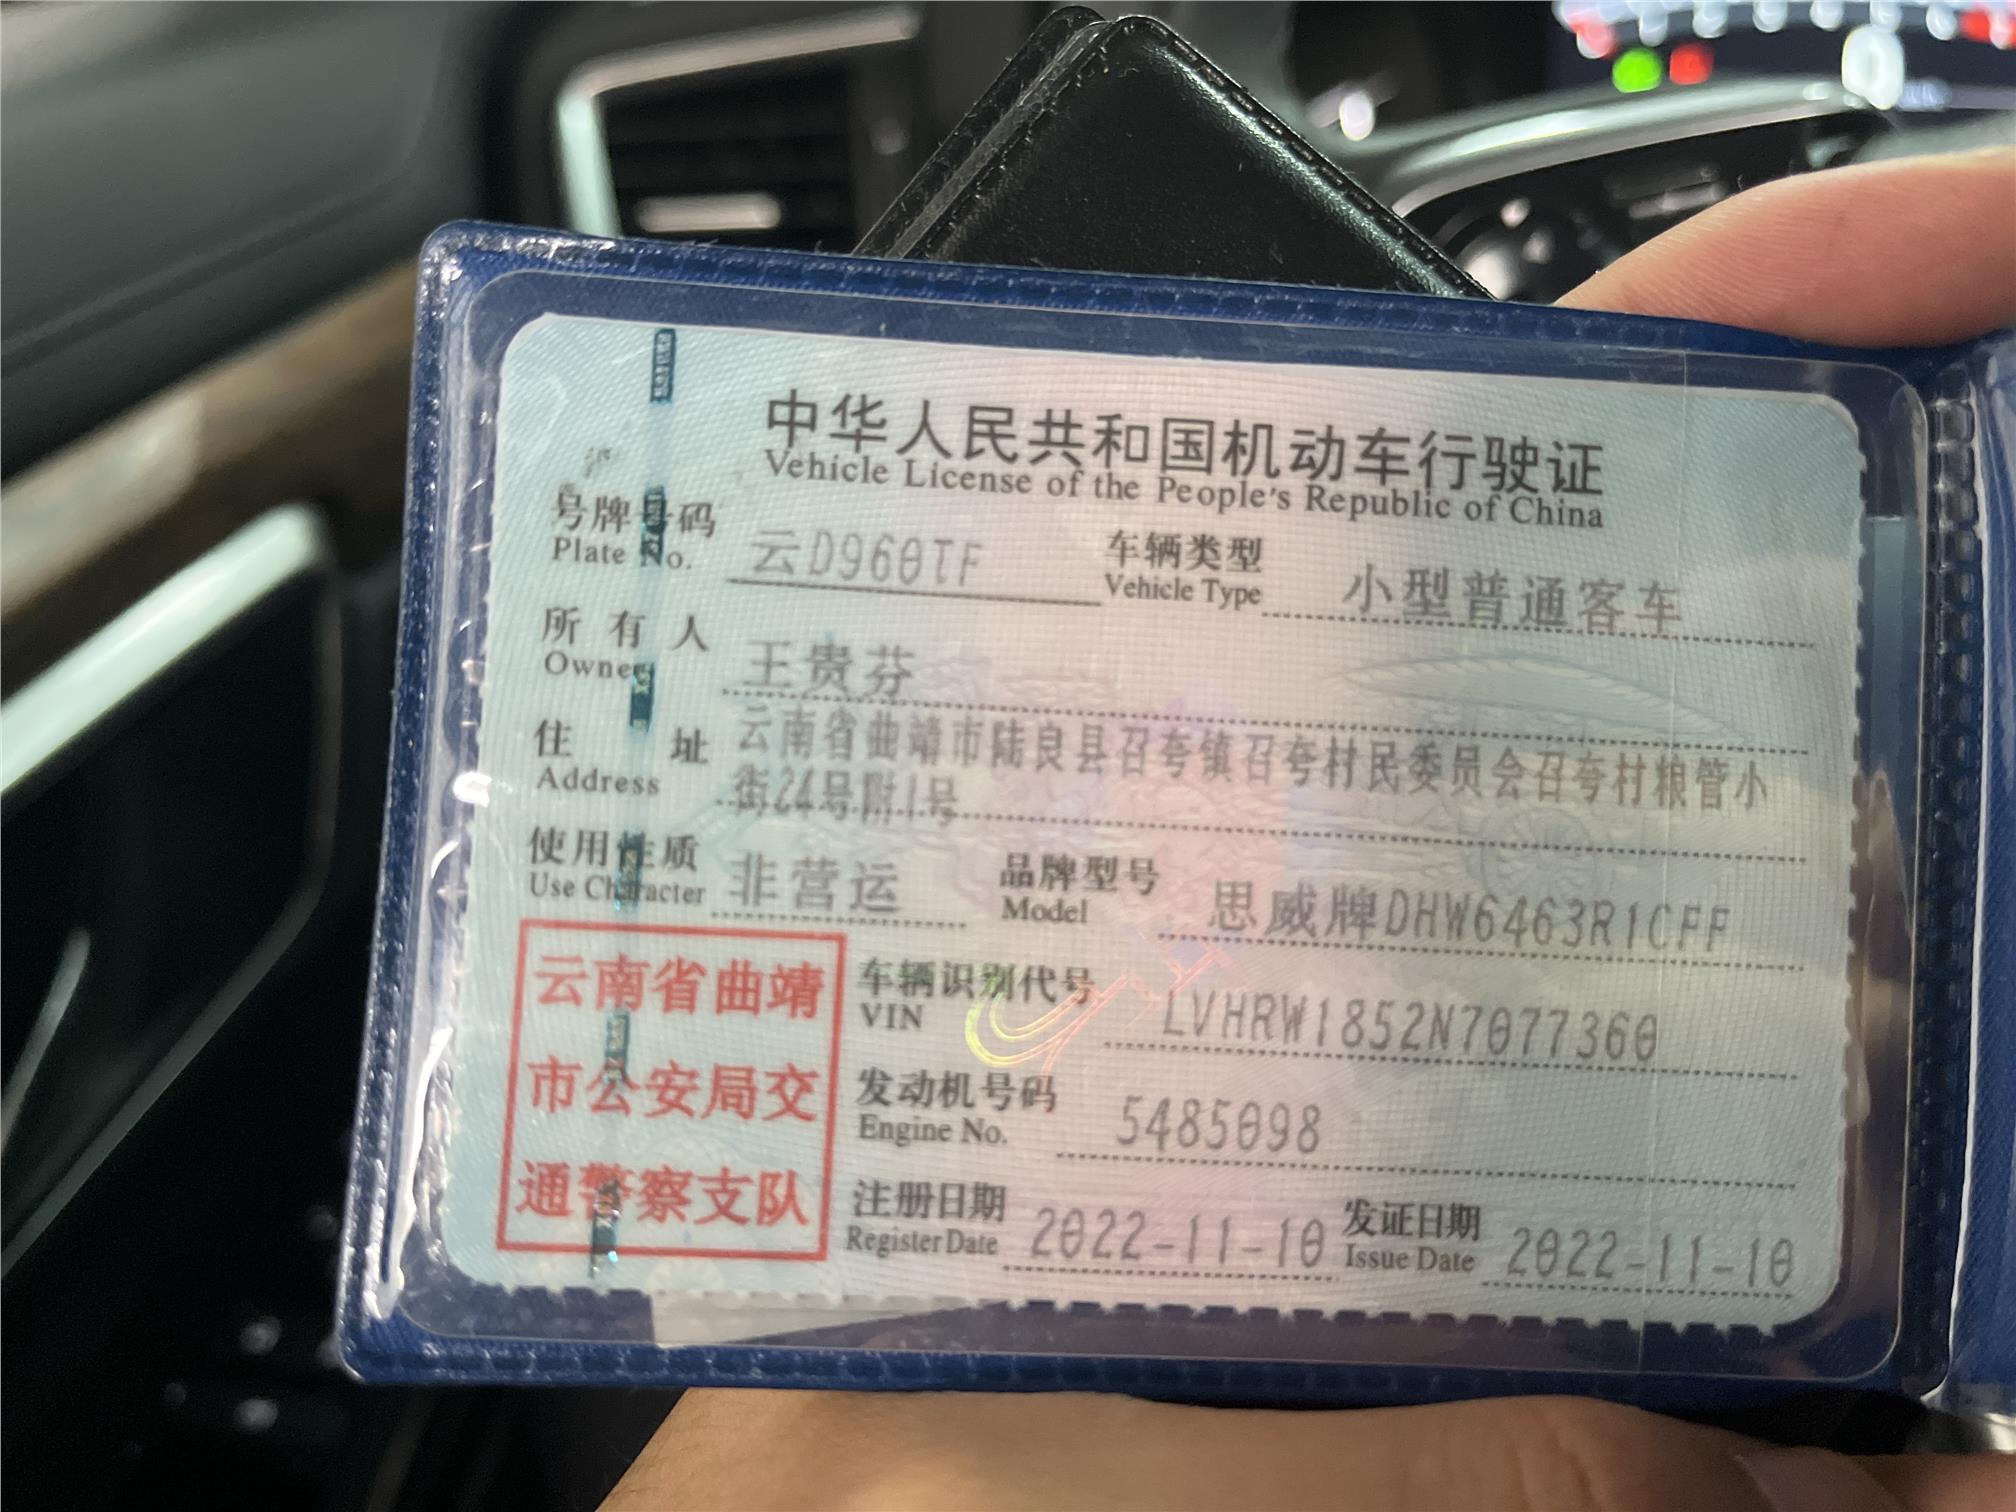 中华人民共和国机动车行驶证
Vehicle License of the People's Republic of China
号牌号码 云D960TF 车辆类型 小型普通客车
Plate No. Vehicle Type
所有人 王贵芬
Owner
住址 云南省曲靖市陆良县召夸镇召夸村民委员会召夸村粮管小
Address 街24号附1号
使用性质 非营运 品牌型号 思威牌DHW6463R1CFF
Use Character Model
云南省曲靖
市公安局交
通警察支队
车辆识别代号 LVHRW1852N7077360
VIN
发动机号码 5485098
Engine No.
注册日期 2022-11-10 发证日期 2022-11-10
Register Date Issue Date
0